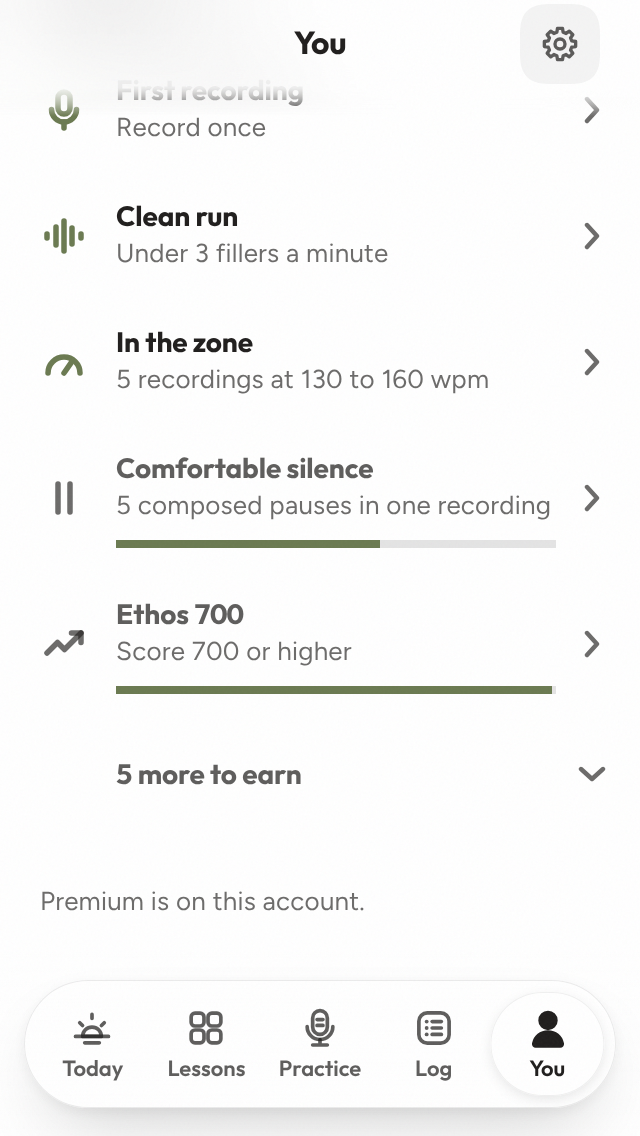 You
First recording
Record once
Clean run
Under 3 fillers a minute
In the zone
5 recordings at 130 to 160 wpm
Comfortable silence
5 composed pauses in one recording
Ethos 700
Score 700 or higher
5 more to earn
Premium is on this account.
Today
Lessons
Practice
Log
You